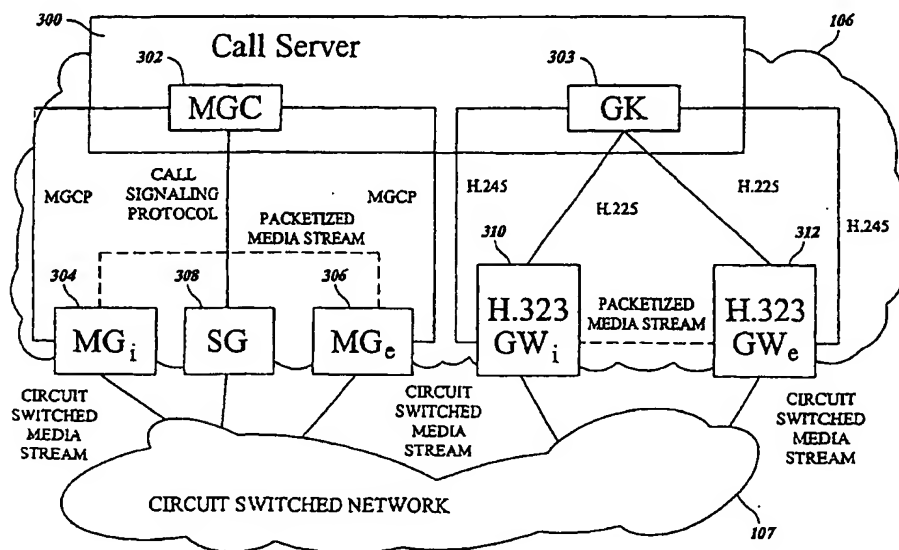 300
Call Server
106
302
303
MGC
GK
MGCP
CALL
SIGNALING
PROTOCOL
MGCP
H.245
H.225
H.225
H.245
PACKETIZED
MEDIA STREAM
310
312
304
308
306
MGi
SG
MGe
H.323
GWi
PACKETIZED
MEDIA STREAM
H.323
GWe
CIRCUIT
SWITCHED
MEDIA
STREAM
CIRCUIT
SWITCHED
MEDIA
STREAM
CIRCUIT
SWITCHED
MEDIA
STREAM
CIRCUIT SWITCHED NETWORK
107